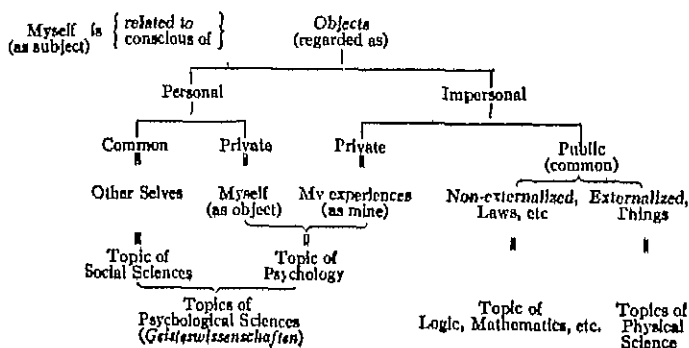 Myself is { related to conscious of } Objects
(as subject) (regarded as)
Personal Impersonal
Common Private Private Public
(common)
Other Selves Myself My experiences Non-externalized, Externalized,
(as object) (as mine) Laws, etc Things
Topic of Topic of
Social Sciences Psychology
Topics of
Psychological Sciences
(Geisteswissenschaften)
Topic of Topics of
Logic, Mathematics, etc. Physical
Science